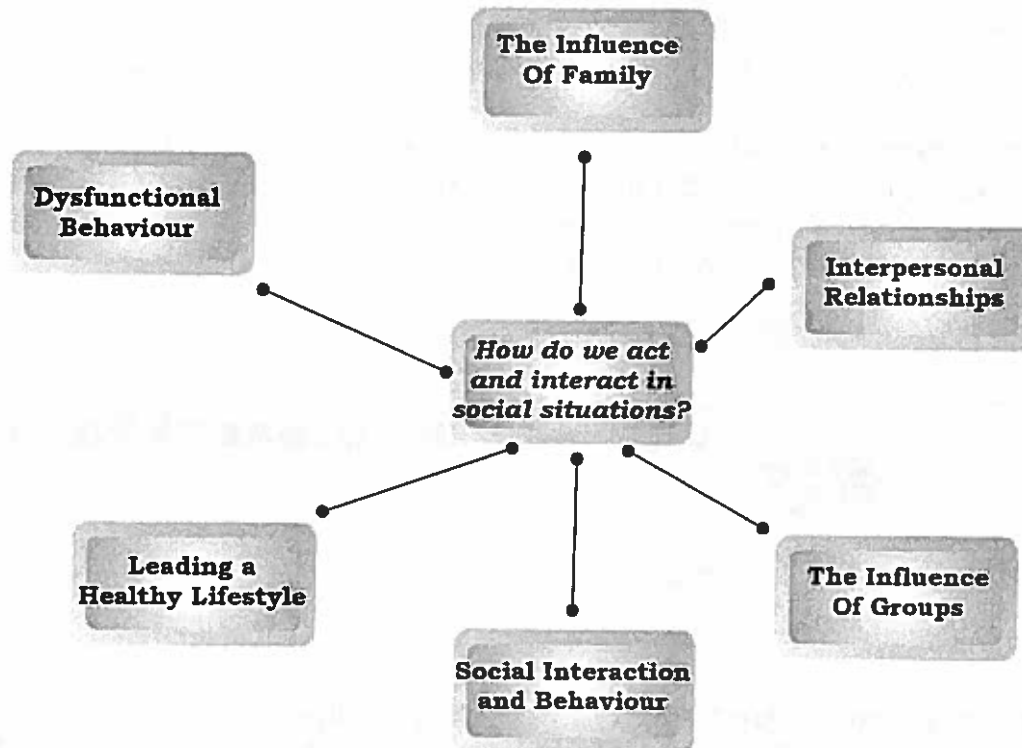 The Influence
Of Family
Dysfunctional
Behaviour
Interpersonal
Relationships
How do we act
and interact in
social situations?
Leading a
Healthy Lifestyle
The Influence
Of Groups
Social Interaction
and Behaviour